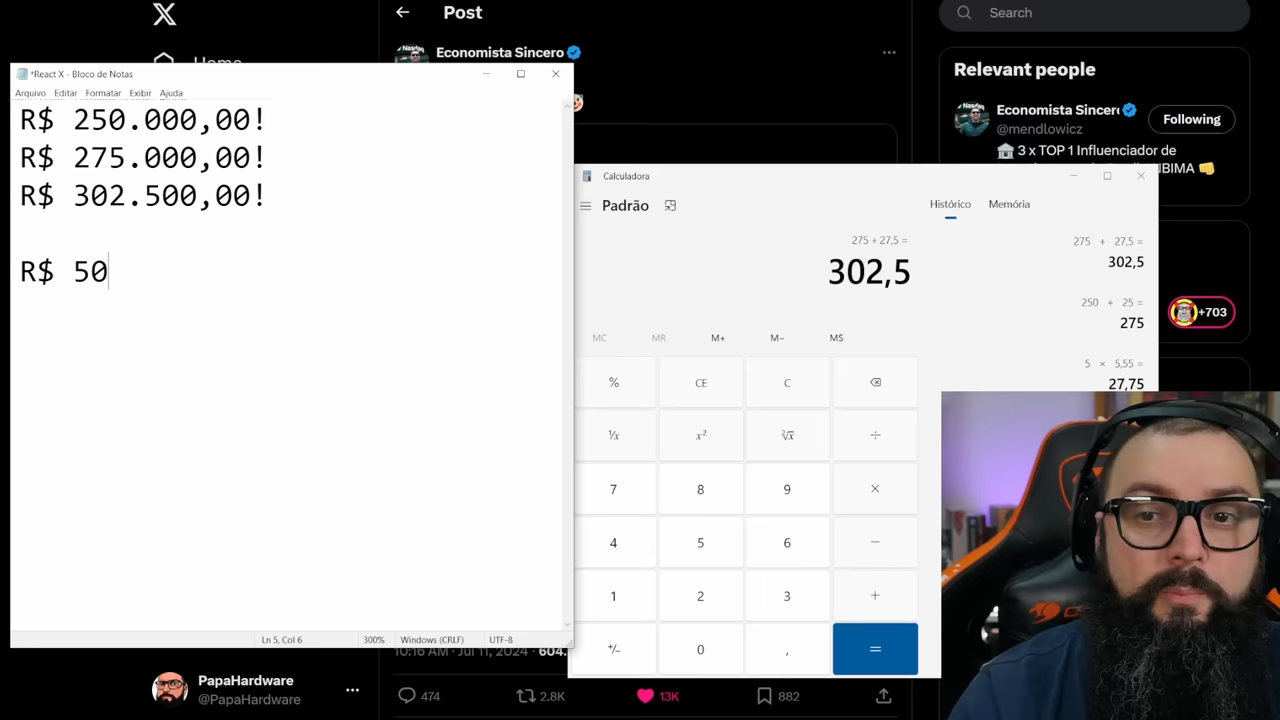 Post
Search
Home
Economista Sincero
Relevant people
*React X - Bloco de Notas
Arquivo Editar Formatar Exibir Ajuda
R$ 250.000,00!
R$ 275.000,00!
R$ 302.500,00!
R$ 50
Ln 5, Col 6 300% Windows (CRLF) UTF-8
Economista Sincero
@mendlowicz
Following
3 x TOP 1 Influenciador de
Calculadora
Padrão
Histórico Memória
275 + 27,5 =
302,5
275 + 27,5 =
302,5
250 + 25 =
275
5 × 5,55 =
27,75
MC MR M+ M- MS
% CE C
¹/x x² ²√x ÷
7 8 9 ×
4 5 6 −
1 2 3 +
+/- 0 , =
+703
10:16 AM · Jul 11, 2024 · 604.
PapaHardware
@PapaHardware
474 2.8K 13K 882